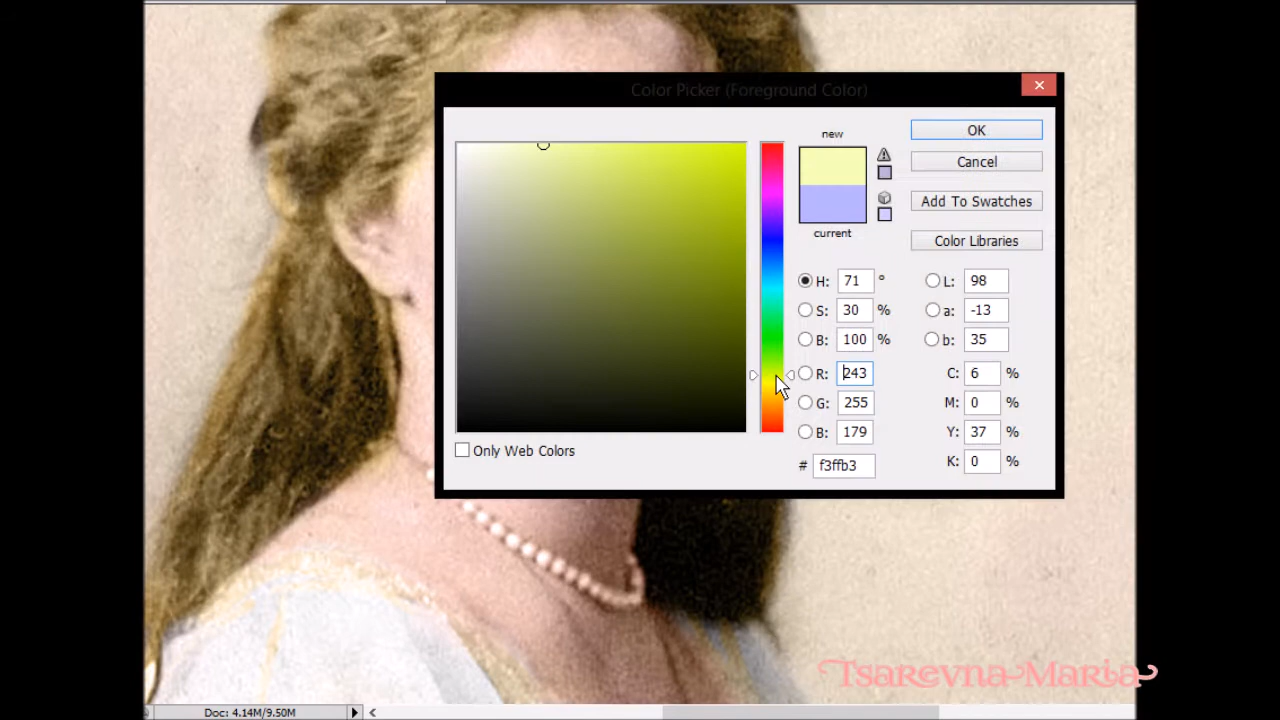 Color Picker (Foreground Color)
new
current
OK
Cancel
Add To Swatches
Color Libraries
H: 71 °
S: 30 %
B: 100 %
R: 243
G: 255
B: 179
# f3ffb3
L: 98
a: -13
b: 35
C: 6 %
M: 0 %
Y: 37 %
K: 0 %
Only Web Colors
Tsarevna Maria
Doc: 4.14M/9.50M